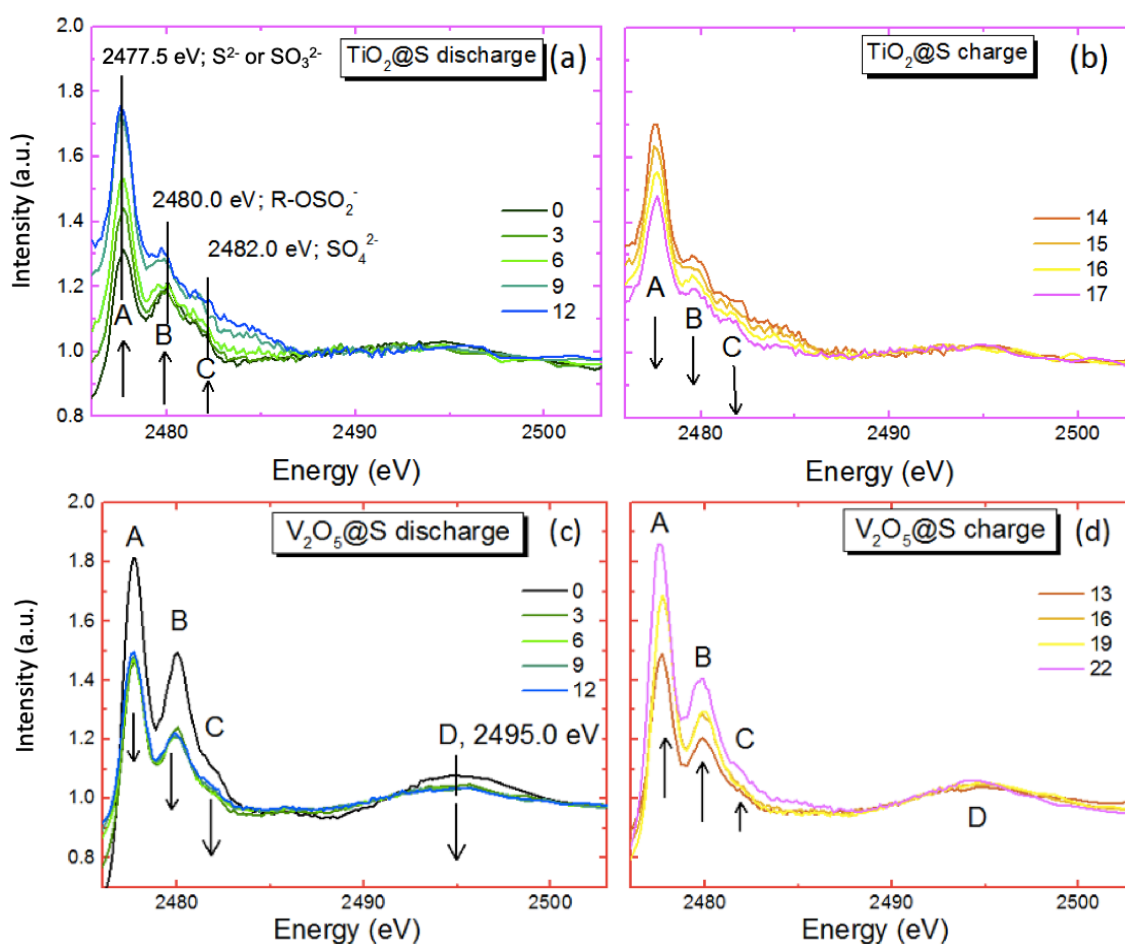 2477.5 eV; S²⁻ or SO₃²⁻
TiO₂@S discharge
(a)
2480.0 eV; R-OSO₂⁻
2482.0 eV; SO₄²⁻
A
B
C
0
3
6
9
12
2.0
1.8
1.6
1.4
1.2
1.0
0.8
Intensity (a.u.)
2480
2490
2500
Energy (eV)
TiO₂@S charge
(b)
A
B
C
14
15
16
17
2480
2490
2500
Energy (eV)
V₂O₅@S discharge
(c)
A
B
C
D, 2495.0 eV
0
3
6
9
12
2.0
1.8
1.6
1.4
1.2
1.0
0.8
Intensity (a.u.)
2480
2490
2500
Energy (eV)
V₂O₅@S charge
(d)
A
B
C
D
13
16
19
22
2480
2490
2500
Energy (eV)